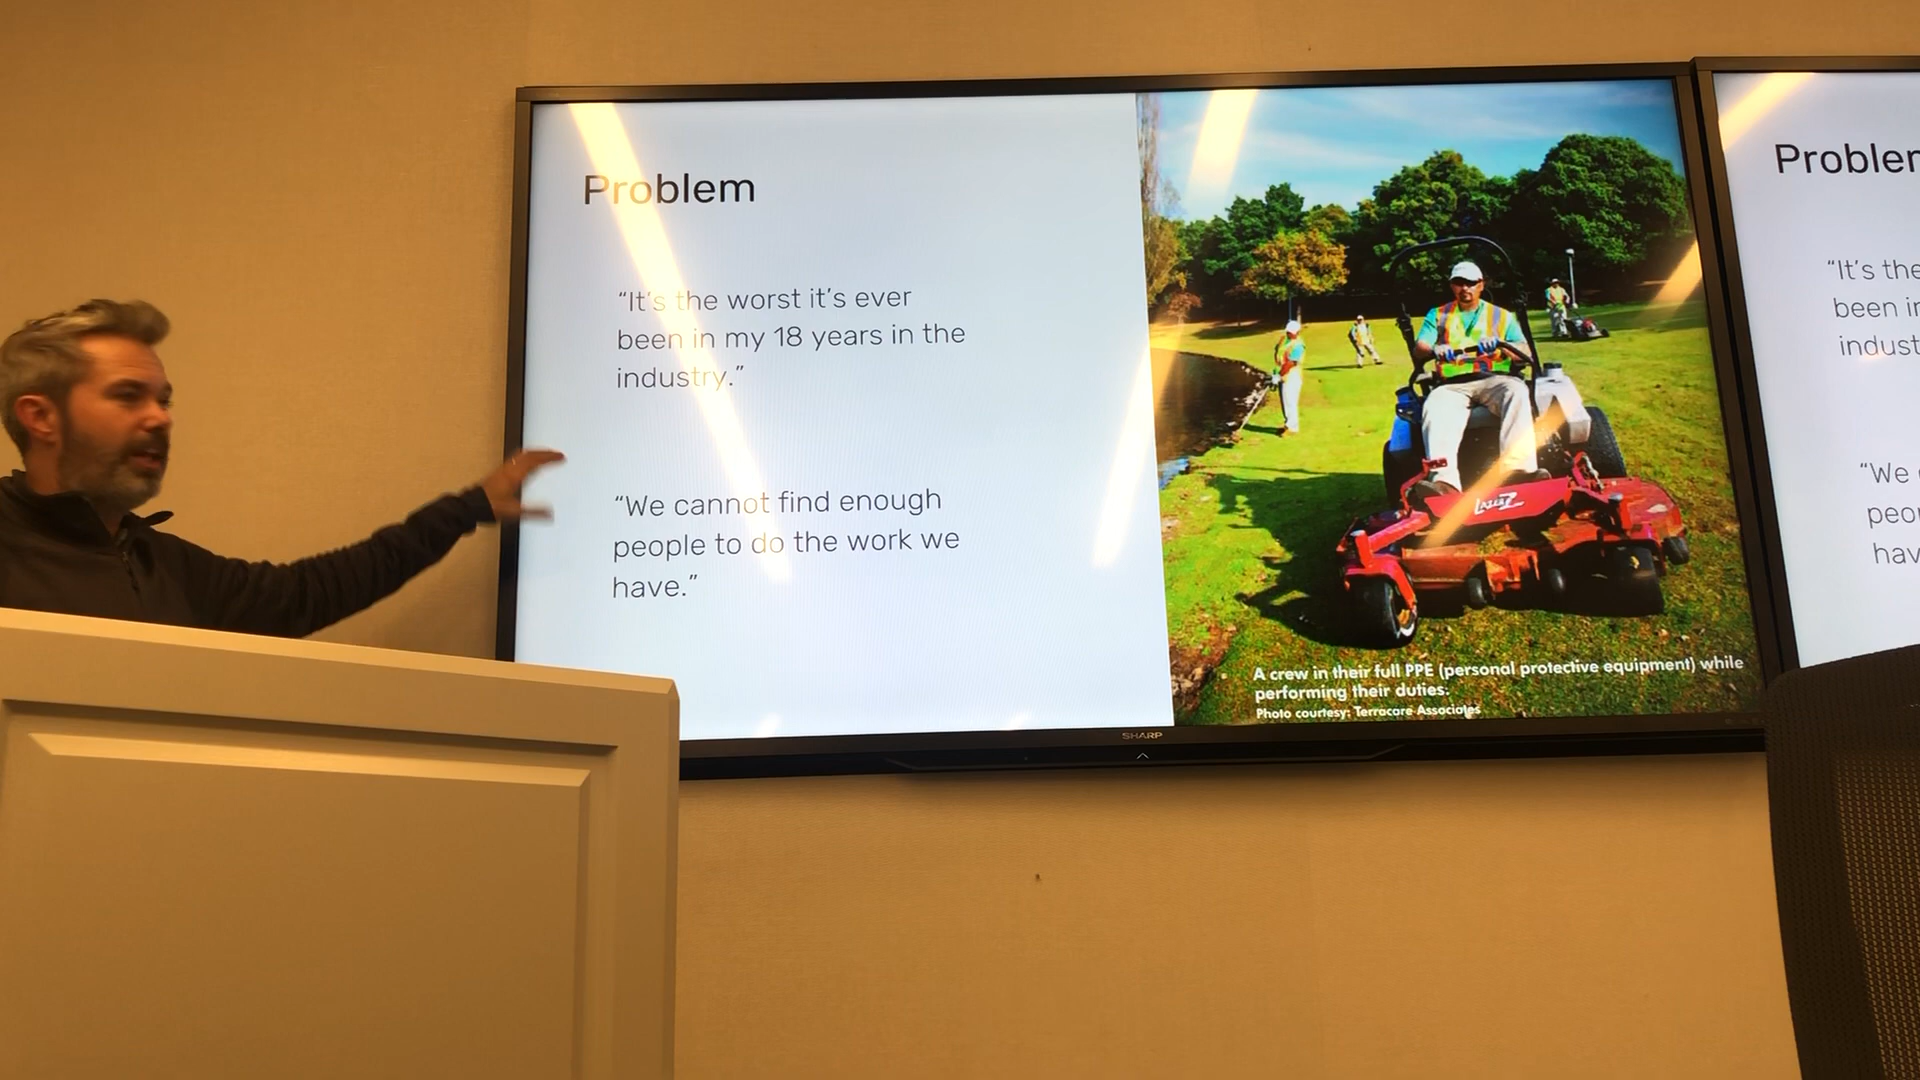 Problem
“It’s the worst it’s ever
been in my 18 years in the
industry.”
“We cannot find enough
people to do the work we
have.”
LAZER Z
A crew in their full PPE (personal protective equipment) while
performing their duties.
Photo courtesy: Terracare Associates
SHARP
Problem
“It’s the
been in
indust
“We
peop
hav